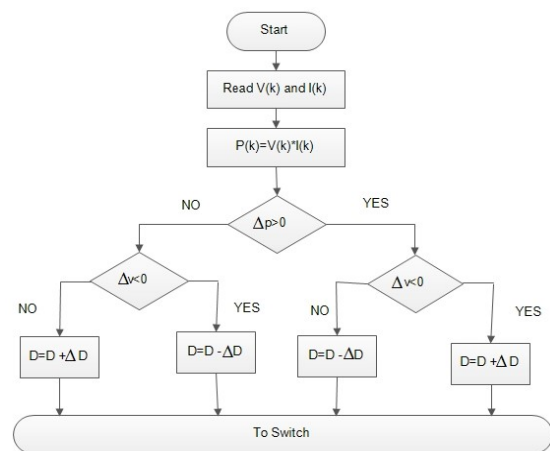 Start
Read V(k) and I(k)
P(k)=V(k)*I(k)
NO
YES
Δp>0
Δv<0
Δv<0
NO
YES
NO
YES
D=D +Δ D
D=D -ΔD
D=D -ΔD
D=D +Δ D
To Switch